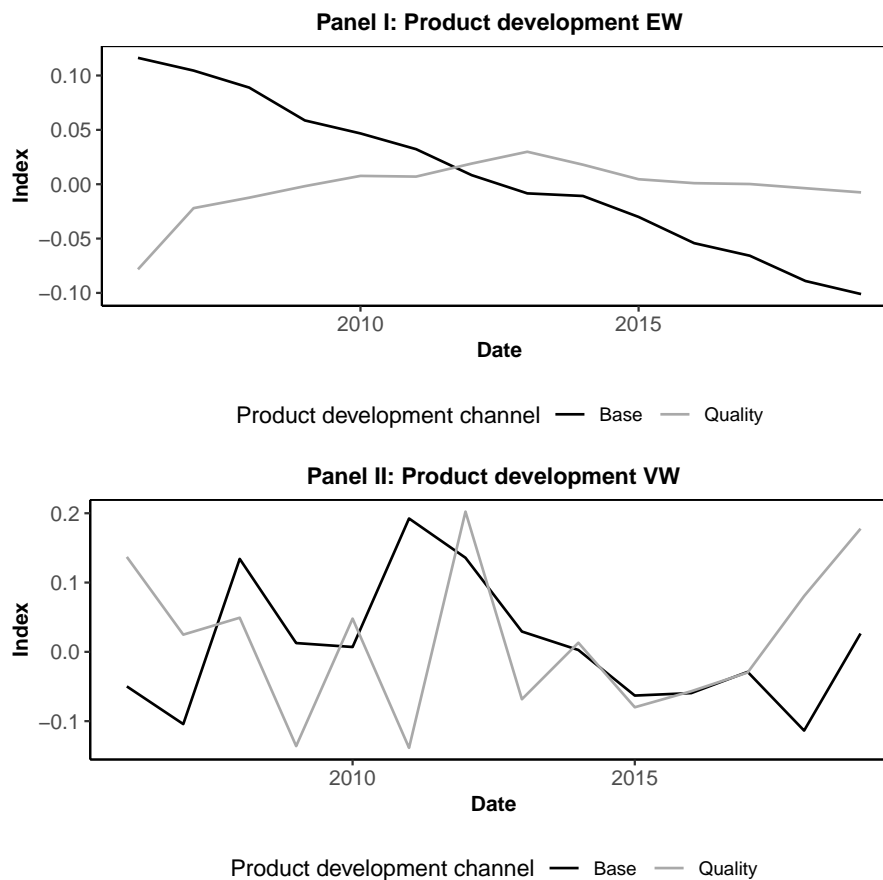 Panel I: Product development EW
0.10
0.05
0.00
−0.05
−0.10
Index
2010 2015
Date
Product development channel Base Quality
Panel II: Product development VW
0.2
0.1
0.0
−0.1
Index
2010 2015
Date
Product development channel Base Quality